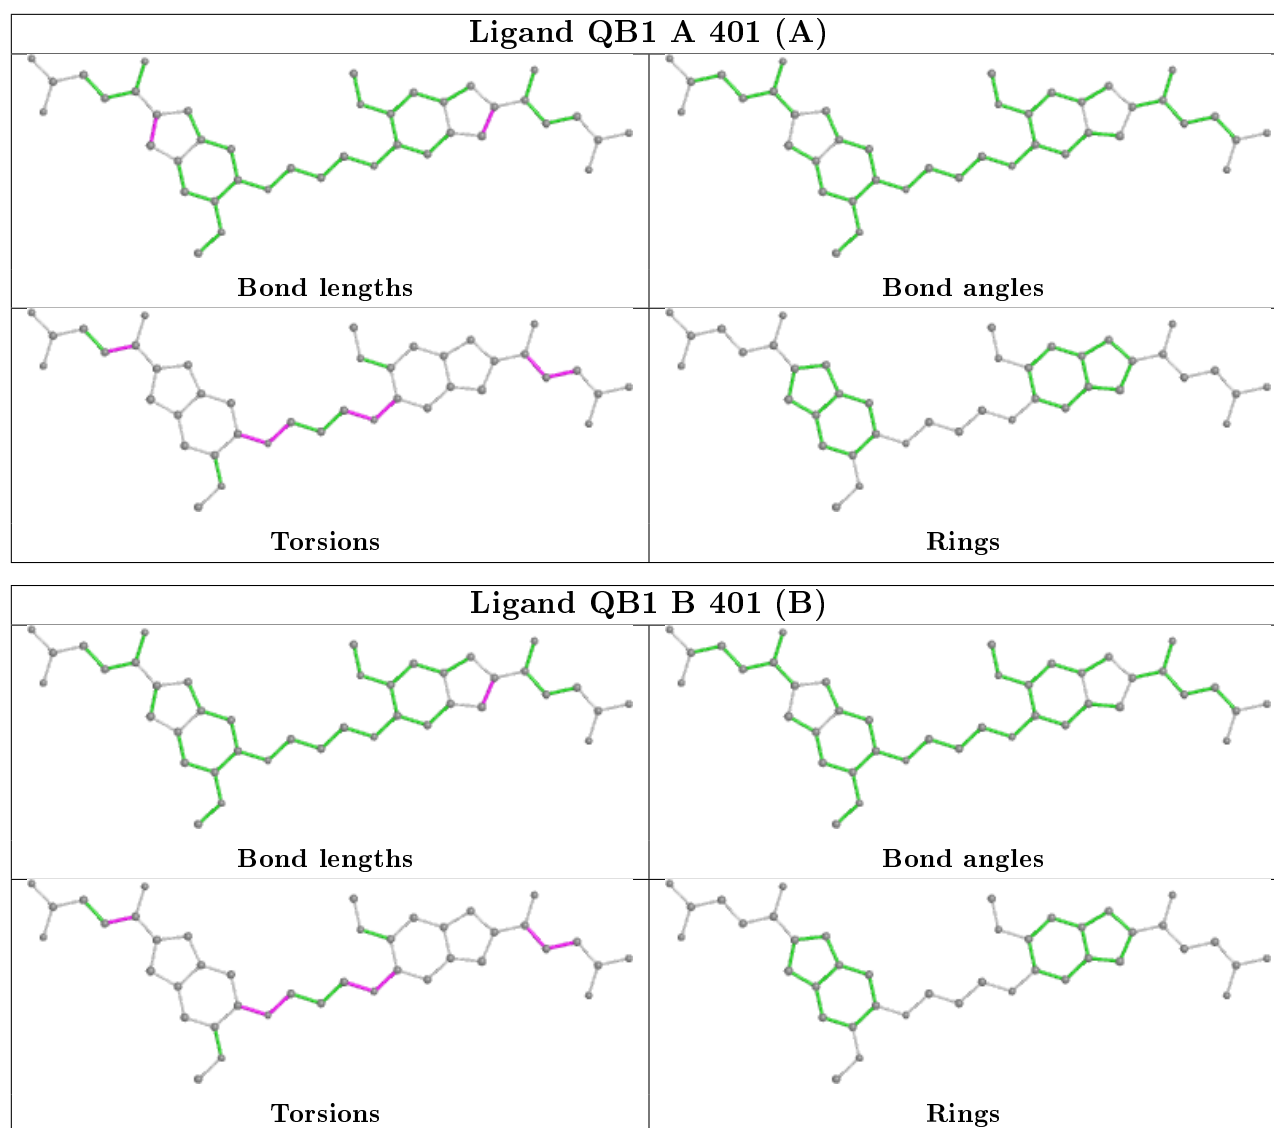 Ligand QB1 A 401 (A)
Bond lengths
Bond angles
Torsions
Rings
Ligand QB1 B 401 (B)
Bond lengths
Bond angles
Torsions
Rings